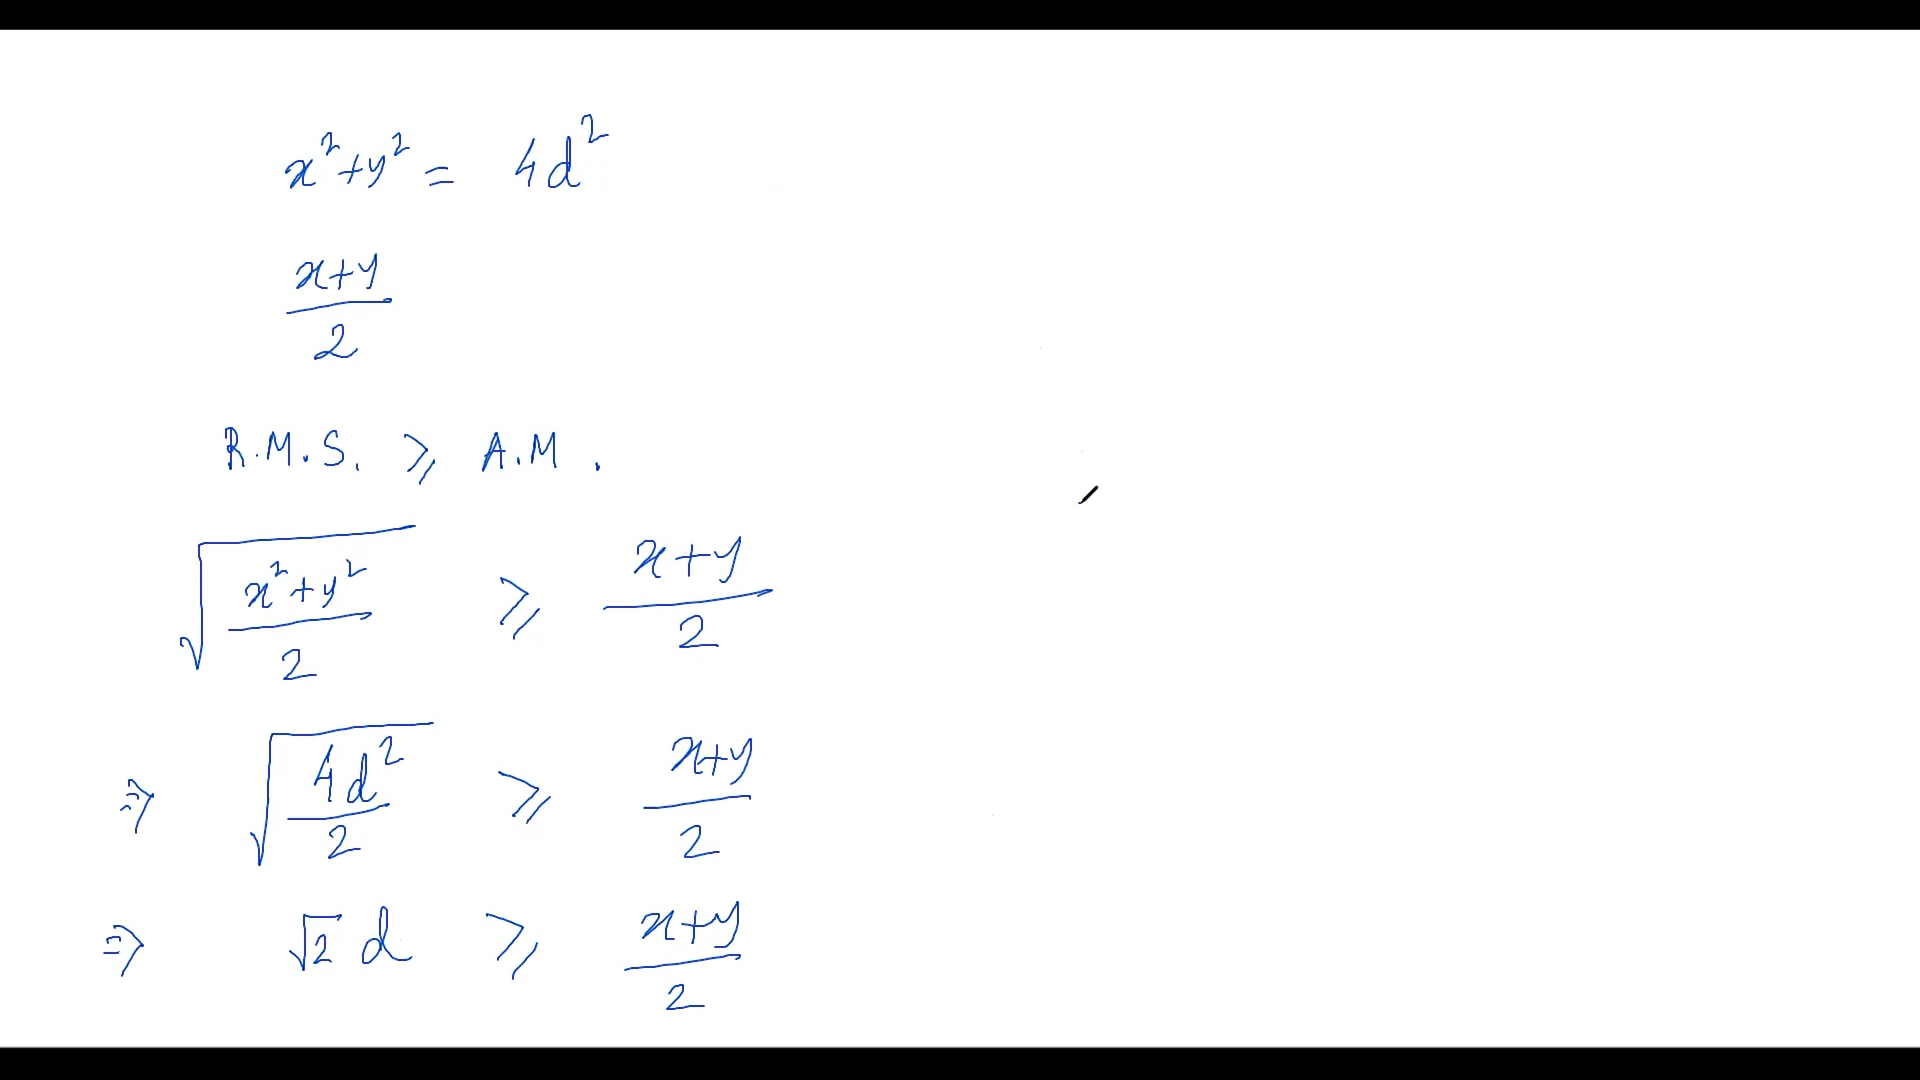 x²+y² = 4d²
x+y/2
R.M.S. ⩾ A.M.
√(x²+y²/2) ⩾ x+y/2
⇒ √(4d²/2) ⩾ x+y/2
⇒ √2 d ⩾ x+y/2